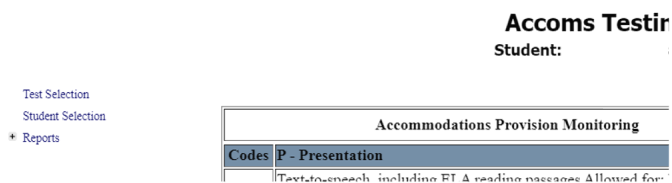 Accoms Testin
Student:
Test Selection
Student Selection
Reports
Accommodations Provision Monitoring
Codes P - Presentation
Text-to-speech, including ELA reading passages Allowed for: